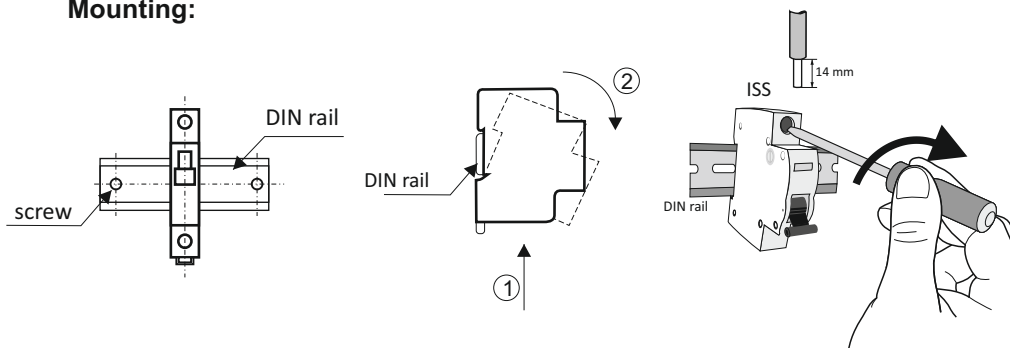 Mounting:
DIN rail
screw
DIN rail
2
1
14 mm
ISS
DIN rail